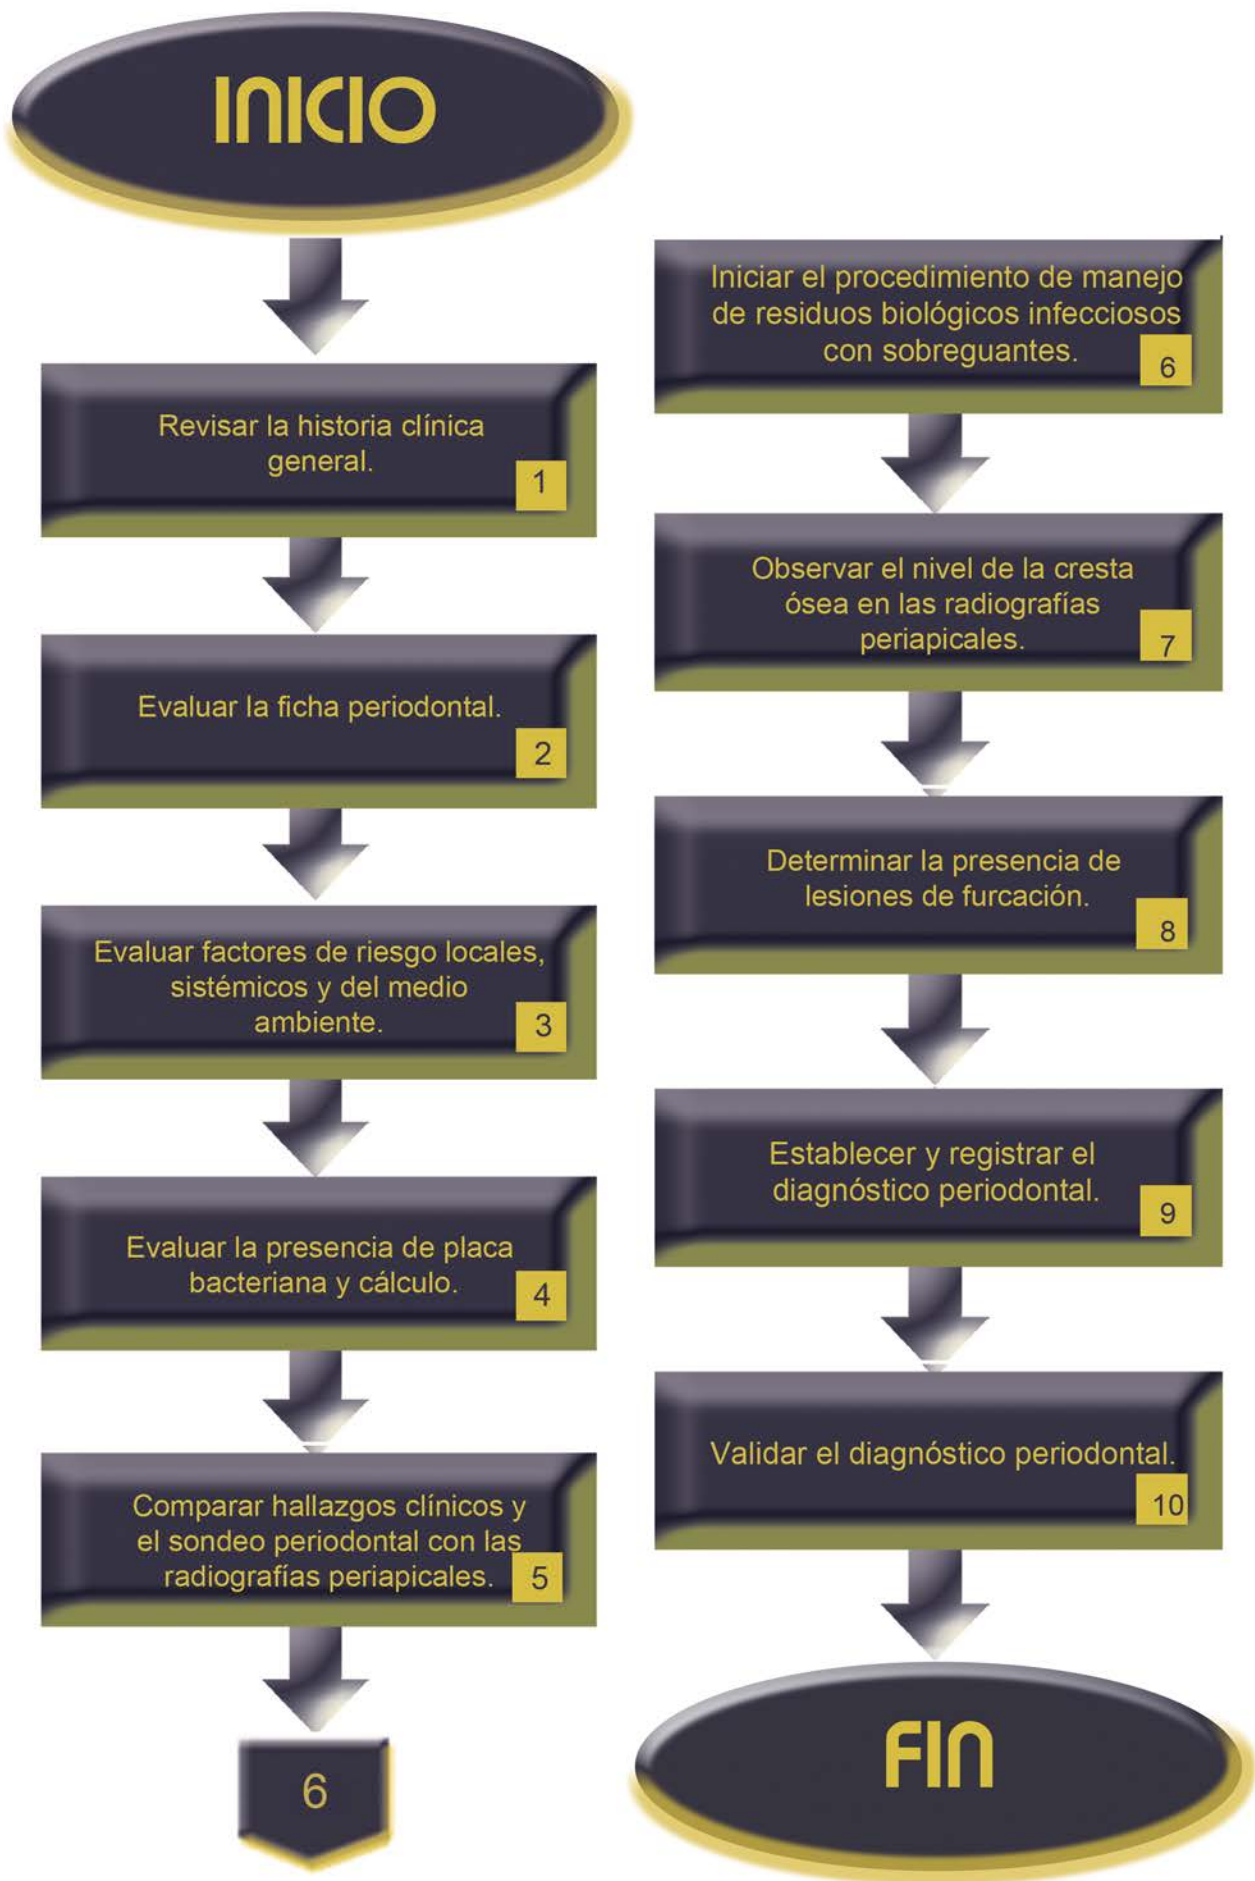 INICIO
Revisar la historia clínica
general.
1
Evaluar la ficha periodontal.
2
Evaluar factores de riesgo locales,
sistémicos y del medio
ambiente.
3
Evaluar la presencia de placa
bacteriana y cálculo.
4
Comparar hallazgos clínicos y
el sondeo periodontal con las
radiografías periapicales.
5
6
Iniciar el procedimiento de manejo
de residuos biológicos infecciosos
con sobreguantes.
6
Observar el nivel de la cresta
ósea en las radiografías
periapicales.
7
Determinar la presencia de
lesiones de furcación.
8
Establecer y registrar el
diagnóstico periodontal.
9
Validar el diagnóstico periodontal.
10
FIN